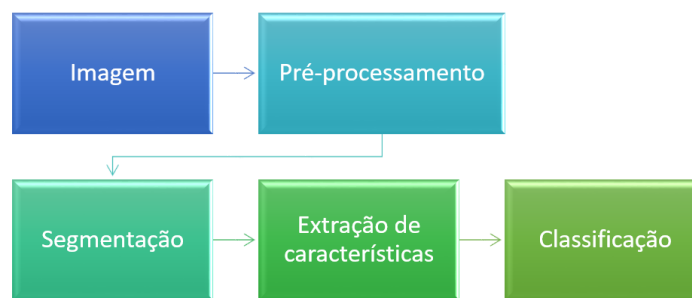 Imagem
Pré-processamento
Segmentação
Extração de
características
Classificação